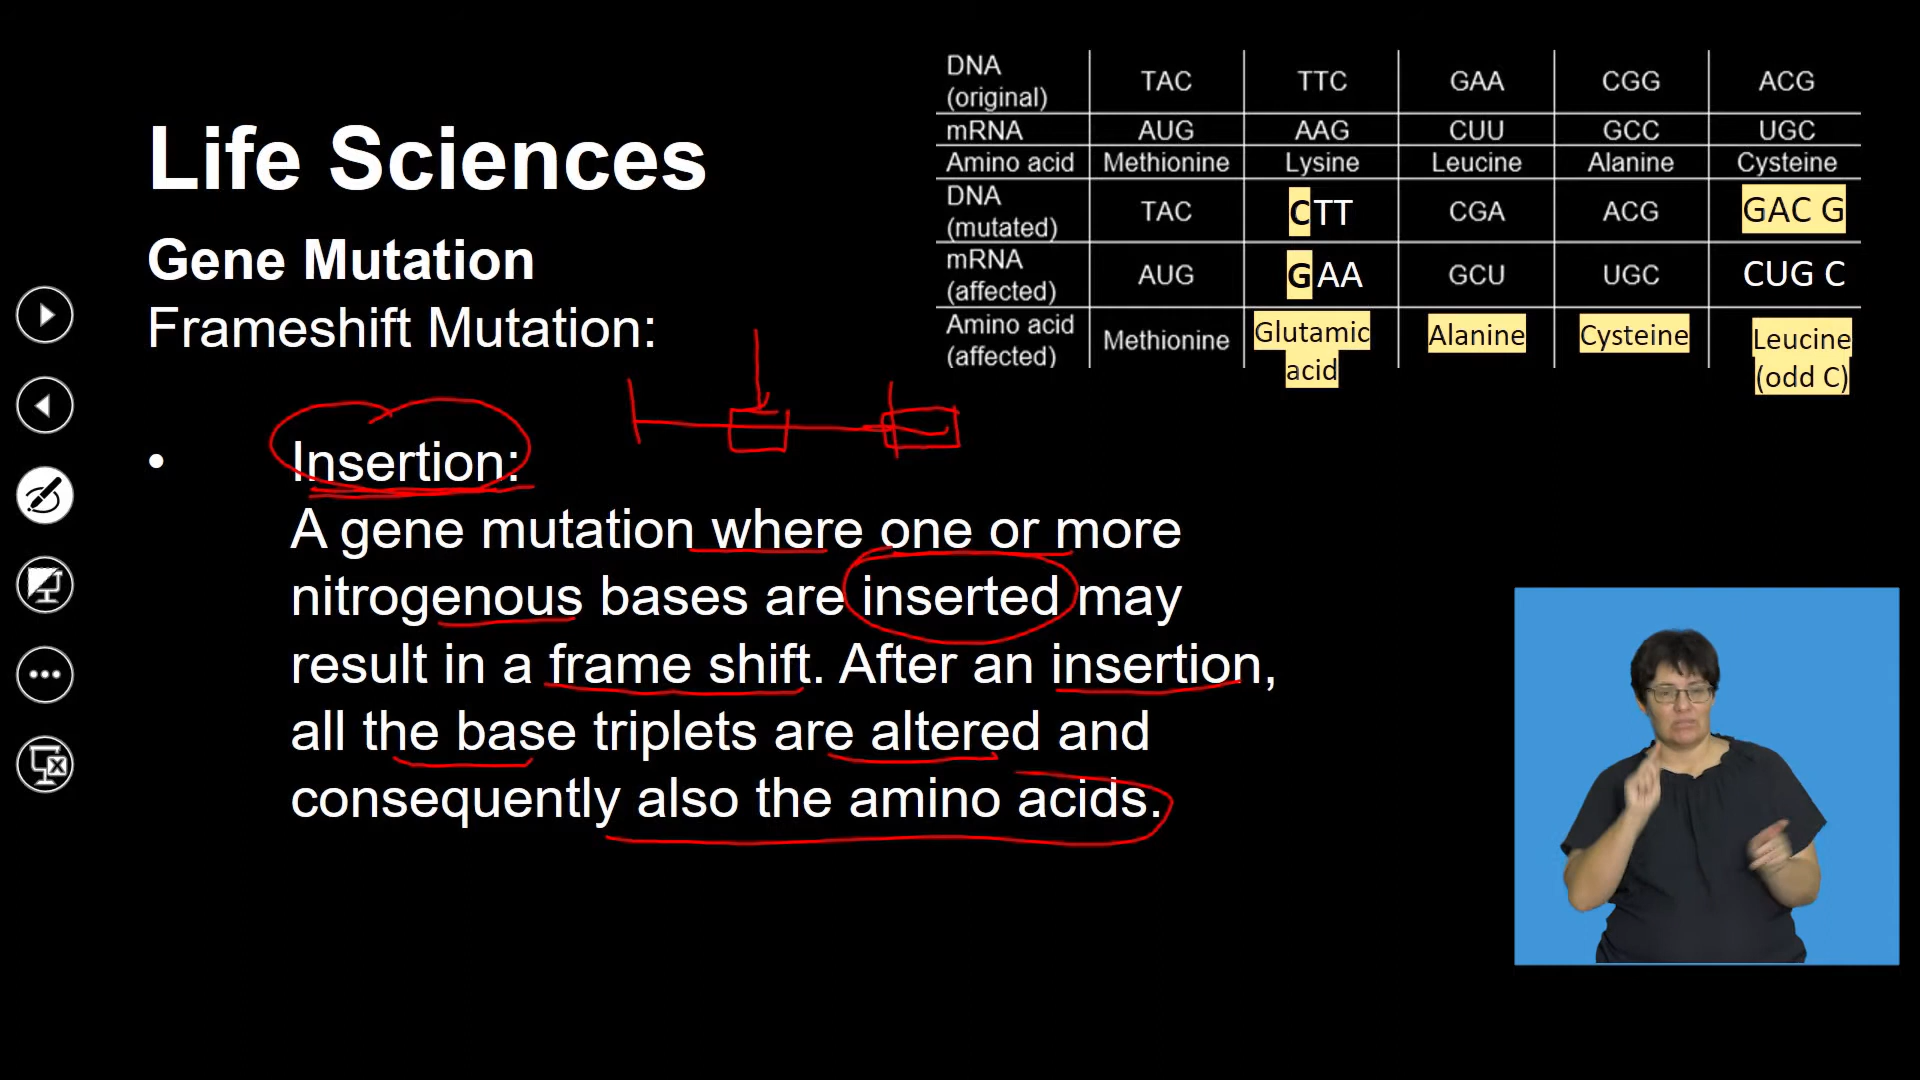 Life Sciences
Gene Mutation
Frameshift Mutation:
• Insertion:
A gene mutation where one or more
nitrogenous bases are inserted may
result in a frame shift. After an insertion,
all the base triplets are altered and
consequently also the amino acids.
DNA (original) TAC TTC GAA CGG ACG
mRNA AUG AAG CUU GCC UGC
Amino acid Methionine Lysine Leucine Alanine Cysteine
DNA (mutated) TAC CTT CGA ACG GAC G
mRNA (affected) AUG GAA GCU UGC CUG C
Amino acid (affected) Methionine Glutamic acid Alanine Cysteine Leucine (odd C)